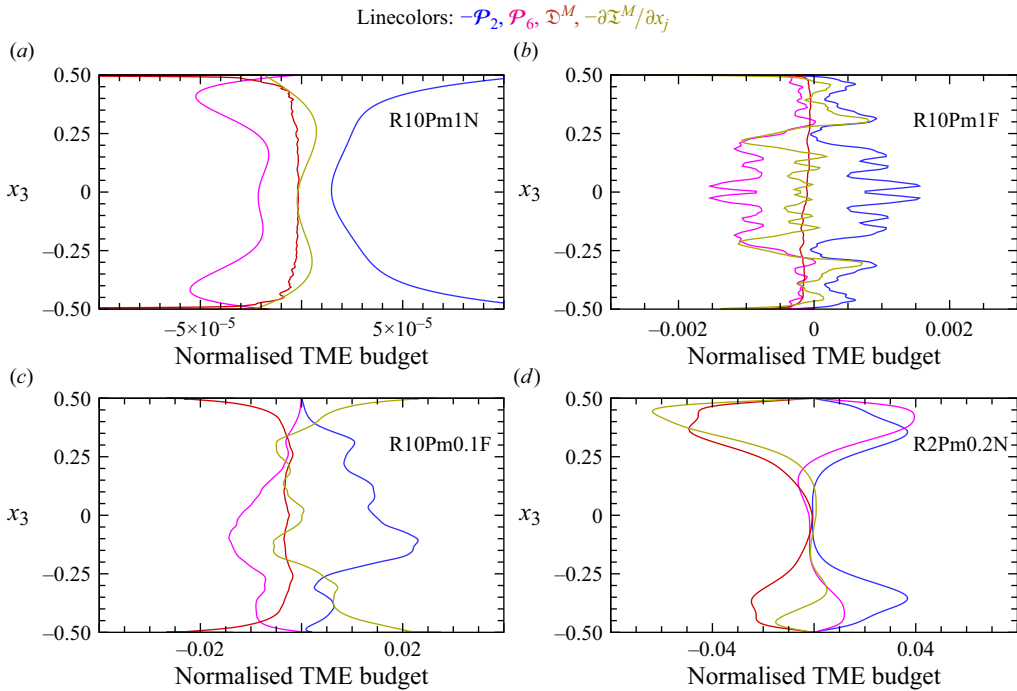 Linecolors: −𝓟₂, 𝓟₆, 𝔇ᴹ, −∂𝔗ᴹ/∂xⱼ
(a)
(b)
0.50
0.25
0
−0.25
−0.50
x₃
R10Pm1N
−5×10⁻⁵
5×10⁻⁵
Normalised TME budget
0.50
0.25
0
−0.25
−0.50
x₃
R10Pm1F
−0.002
0
0.002
Normalised TME budget
(c)
(d)
0.50
0.25
0
−0.25
−0.50
x₃
R10Pm0.1F
−0.02
0
0.02
Normalised TME budget
0.50
0.25
0
−0.25
−0.50
x₃
R2Pm0.2N
−0.04
0.04
Normalised TME budget